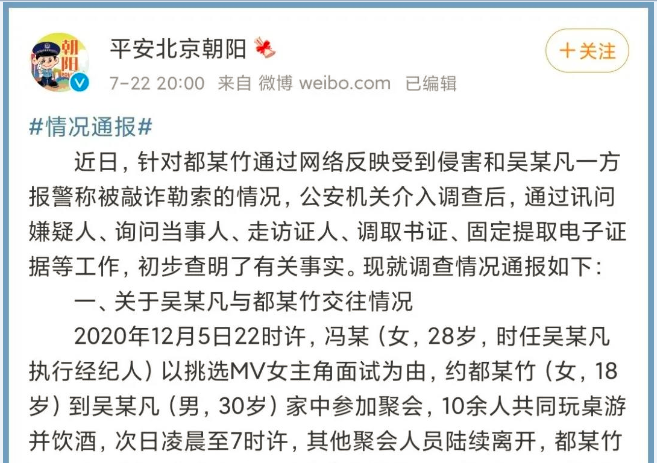 朝
阳
平安北京朝阳
+关注
7-22 20:00 来自 微博 weibo.com 已编辑
#情况通报#
近日，针对都某竹通过网络反映受到侵害和吴某凡一方
报警称被敲诈勒索的情况，公安机关介入调查后，通过讯问
嫌疑人、询问当事人、走访证人、调取书证、固定提取电子证
据等工作，初步查明了有关事实。现就调查情况通报如下：
一、关于吴某凡与都某竹交往情况
2020年12月5日22时许，冯某（女，28岁，时任吴某凡
执行经纪人）以挑选MV女主角面试为由，约都某竹（女，18
岁）到吴某凡（男，30岁）家中参加聚会，10余人共同玩桌游
并饮酒，次日凌晨至7时许，其他聚会人员陆续离开，都某竹